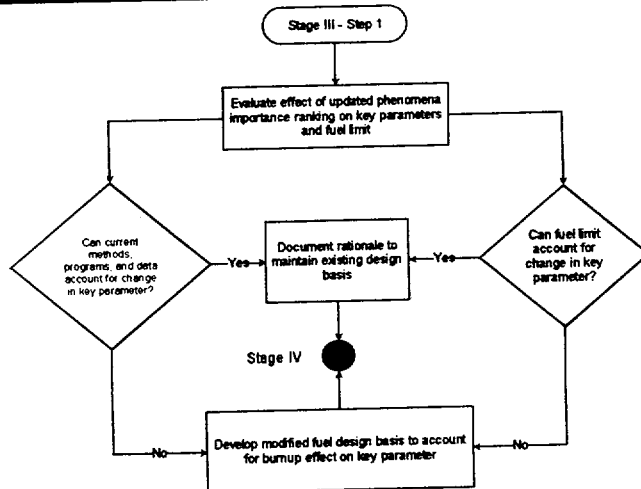 Stage III - Step 1
Evaluate effect of updated phenomena
importance ranking on key parameters
and fuel limit
Can current
methods,
programs, and data
account for change
in key parameter?
Yes
Document rationale to
maintain existing design
basis
Yes
Can fuel limit
account for
change in key
parameter?
Stage IV
No
Develop modified fuel design basis to account
for burnup effect on key parameter
No